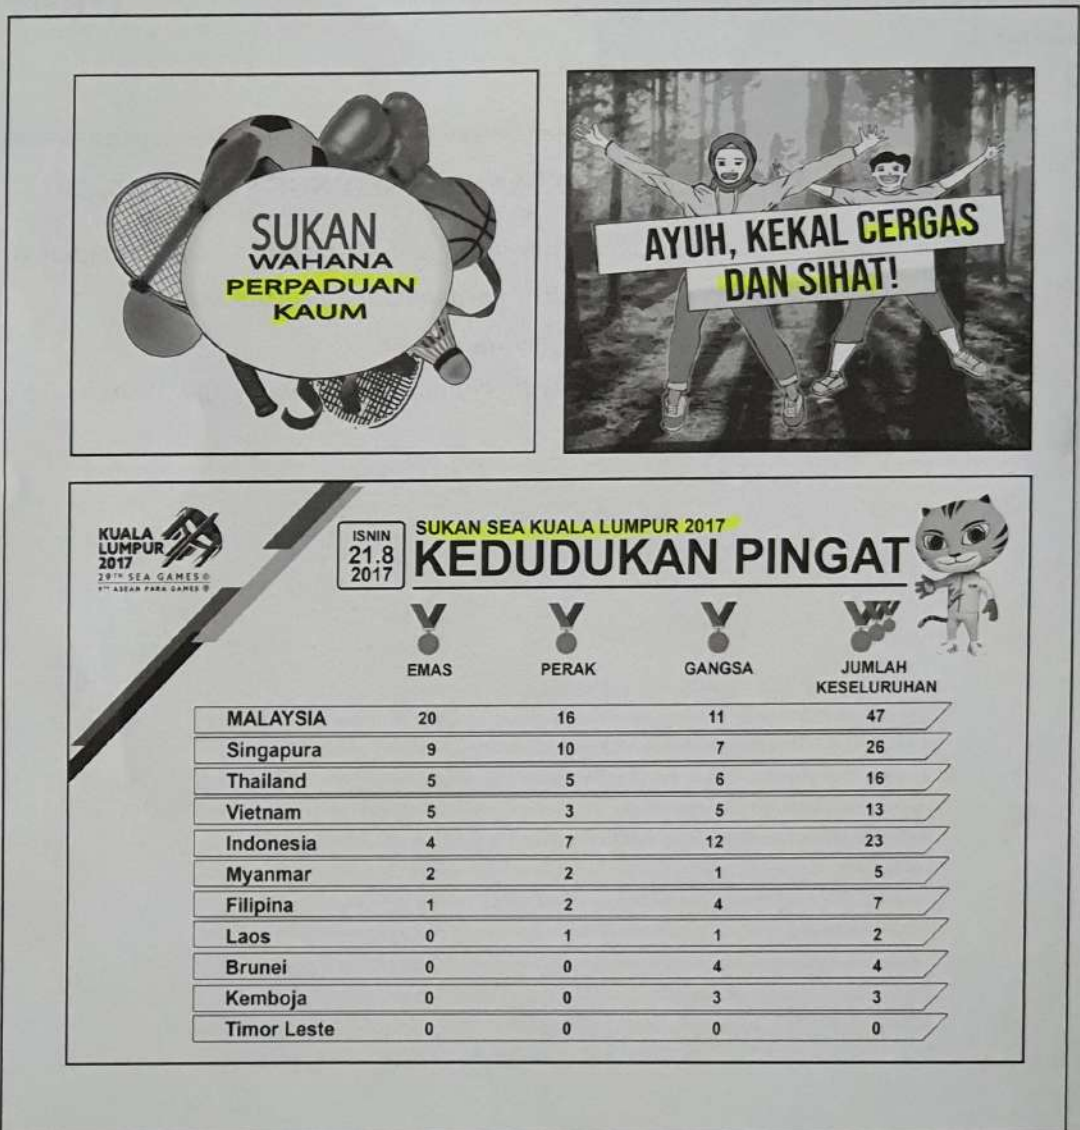 SUKAN
WAHANA
PERPADUAN
KAUM
AYUH, KEKAL CERGAS
DAN SIHAT!
KUALA
LUMPUR
2017
29TH SEA GAMES
9TH ASEAN PARA GAMES
ISNIN
21.8
2017
SUKAN SEA KUALA LUMPUR 2017
KEDUDUKAN PINGAT
EMAS PERAK GANGSA JUMLAH
KESELURUHAN
MALAYSIA 20 16 11 47
Singapura 9 10 7 26
Thailand 5 5 6 16
Vietnam 5 3 5 13
Indonesia 4 7 12 23
Myanmar 2 2 1 5
Filipina 1 2 4 7
Laos 0 1 1 2
Brunei 0 0 4 4
Kemboja 0 0 3 3
Timor Leste 0 0 0 0